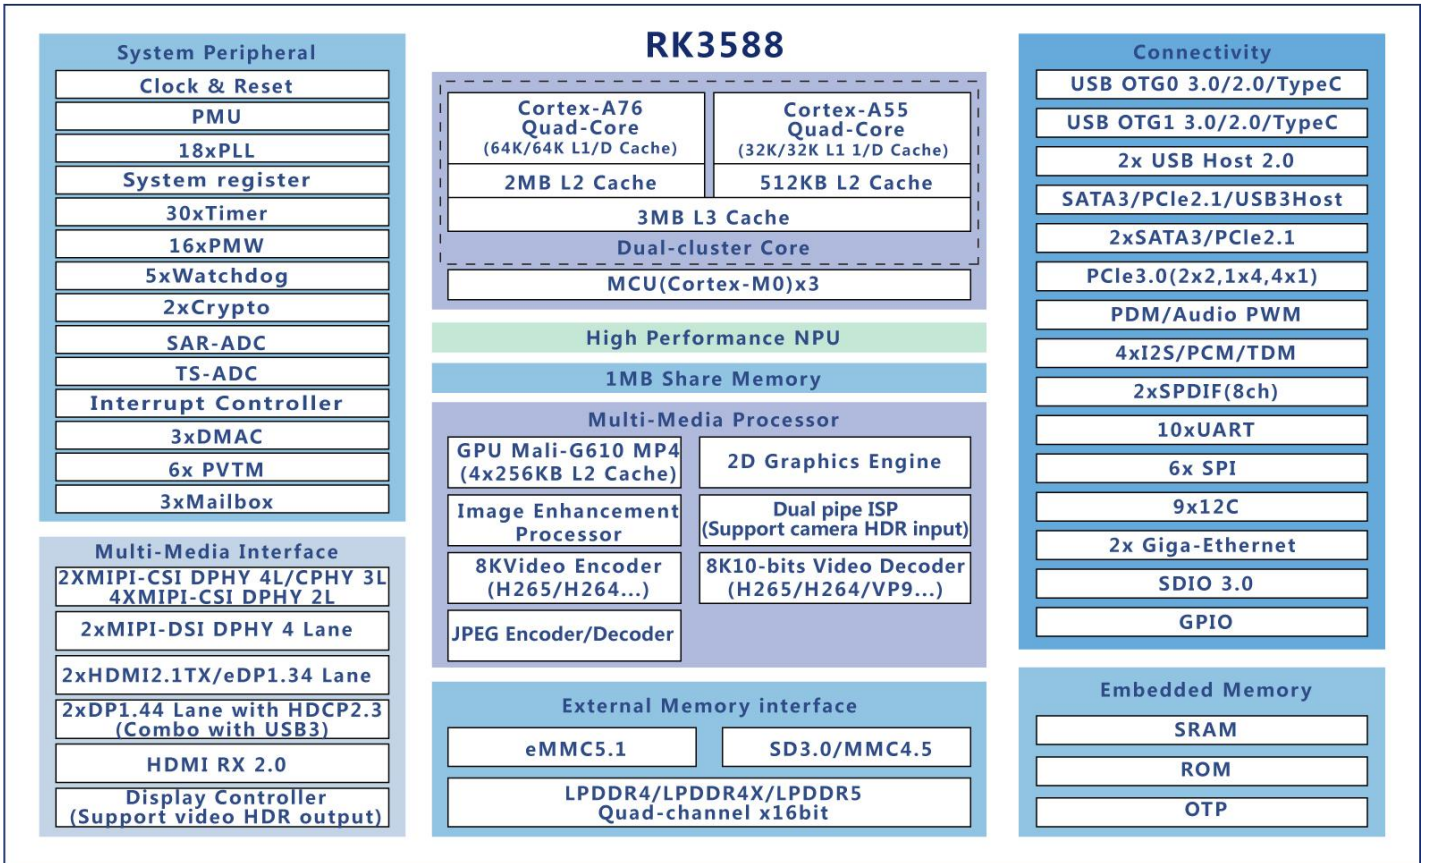 RK3588
System Peripheral
Clock & Reset
PMU
18xPLL
System register
30xTimer
16xPMW
5xWatchdog
2xCrypto
SAR-ADC
TS-ADC
Interrupt Controller
3xDMAC
6x PVTM
3xMailbox
Multi-Media Interface
2XMIPI-CSI DPHY 4L/CPHY 3L
4XMIPI-CSI DPHY 2L
2xMIPI-DSI DPHY 4 Lane
2xHDMI2.1TX/eDP1.34 Lane
2xDP1.44 Lane with HDCP2.3
(Combo with USB3)
HDMI RX 2.0
Display Controller
(Support video HDR output)
Cortex-A76
Quad-Core
(64K/64K L1/D Cache)
2MB L2 Cache
Cortex-A55
Quad-Core
(32K/32K L1 1/D Cache)
512KB L2 Cache
3MB L3 Cache
Dual-cluster Core
MCU(Cortex-M0)x3
High Performance NPU
1MB Share Memory
Multi-Media Processor
GPU Mali-G610 MP4
(4x256KB L2 Cache)
2D Graphics Engine
Image Enhancement
Processor
Dual pipe ISP
(Support camera HDR input)
8KVideo Encoder
(H265/H264...)
8K10-bits Video Decoder
(H265/H264/VP9...)
JPEG Encoder/Decoder
External Memory interface
eMMC5.1
SD3.0/MMC4.5
LPDDR4/LPDDR4X/LPDDR5
Quad-channel x16bit
Connectivity
USB OTG0 3.0/2.0/TypeC
USB OTG1 3.0/2.0/TypeC
2x USB Host 2.0
SATA3/PCle2.1/USB3Host
2xSATA3/PCle2.1
PCle3.0(2x2,1x4,4x1)
PDM/Audio PWM
4xI2S/PCM/TDM
2xSPDIF(8ch)
10xUART
6x SPI
9x12C
2x Giga-Ethernet
SDIO 3.0
GPIO
Embedded Memory
SRAM
ROM
OTP